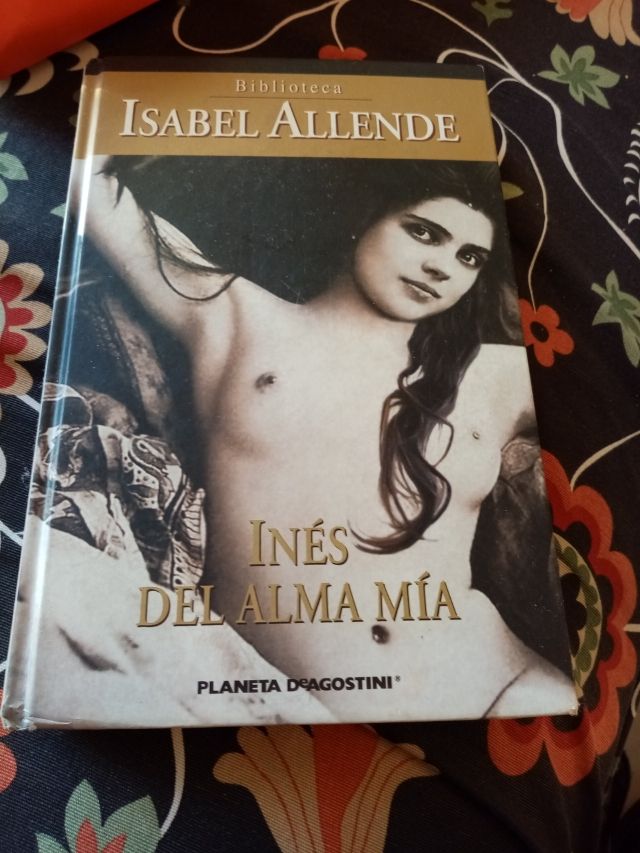 Biblioteca
ISABEL ALLENDE
INÉS
DEL ALMA MÍA
PLANETA DeAGOSTINI®